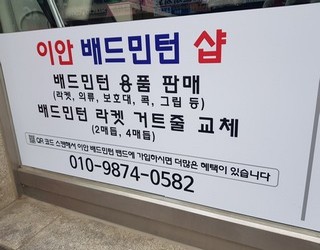 이안 배드민턴 샵
배드민턴 용품 판매
(라켓, 의류, 보호대, 콕, 그립 등)
배드민턴 라켓 거트줄 교체
(2매듭, 4매듭)
QR 코드 스캔해서 이안 배드민턴 밴드에 가입하시면 더많은 혜택이 있습니다
010-9874-0582